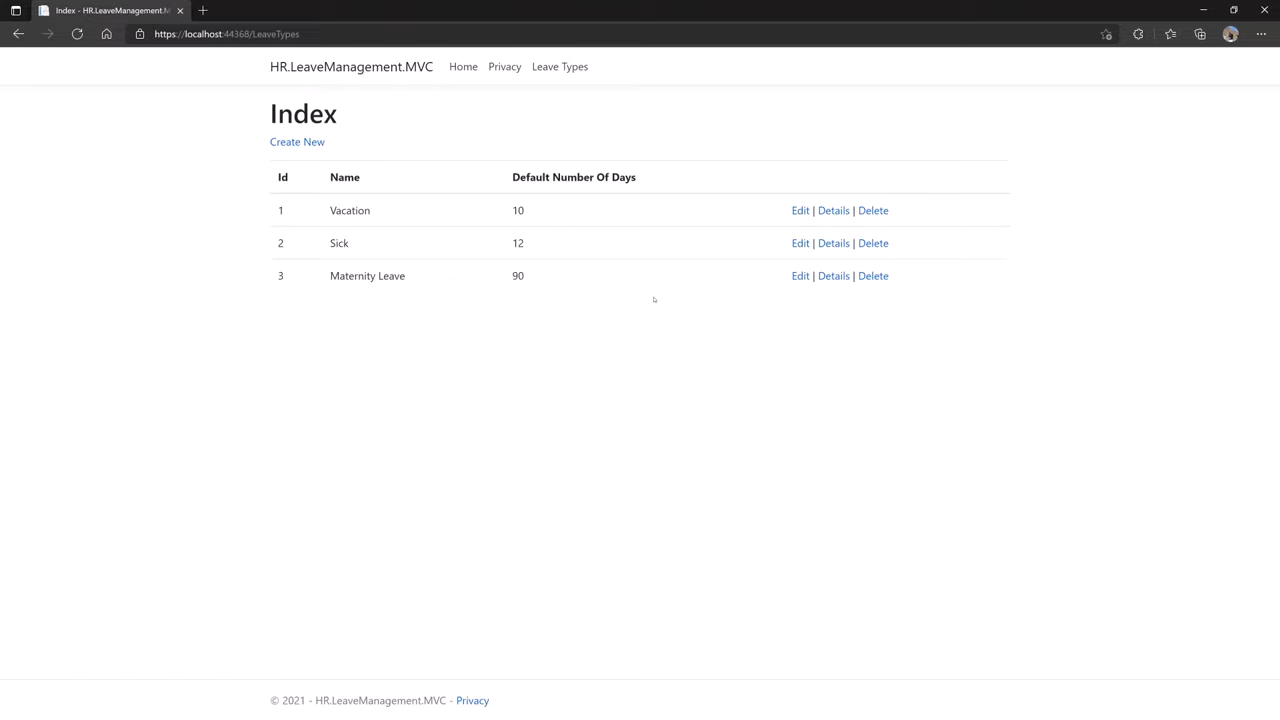 Index - HR.LeaveManagement.M
https://localhost:44368/LeaveTypes
HR.LeaveManagement.MVC Home Privacy Leave Types
Index
Create New
Id Name Default Number Of Days
1 Vacation 10 Edit | Details | Delete
2 Sick 12 Edit | Details | Delete
3 Maternity Leave 90 Edit | Details | Delete
© 2021 - HR.LeaveManagement.MVC - Privacy